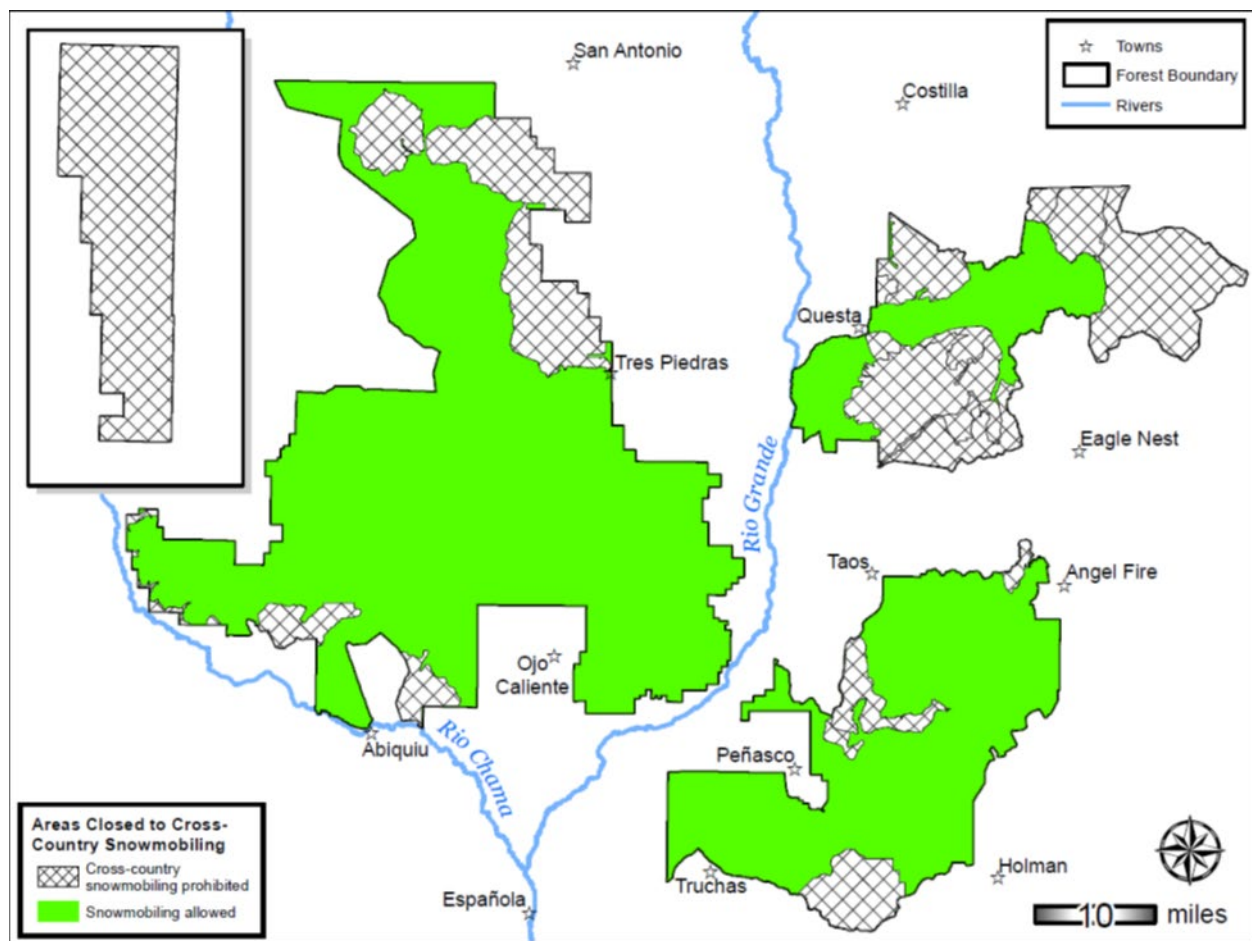 San Antonio
Towns
Forest Boundary
Rivers
Costilla
Questa
Tres Piedras
Eagle Nest
Rio Grande
Taos
Angel Fire
Ojo
Caliente
Abiquiu
Rio Chama
Peñasco
Areas Closed to Cross-
Country Snowmobiling
Cross-country
snowmobiling prohibited
Snowmobiling allowed
Truchas
Holman
Española
10 miles